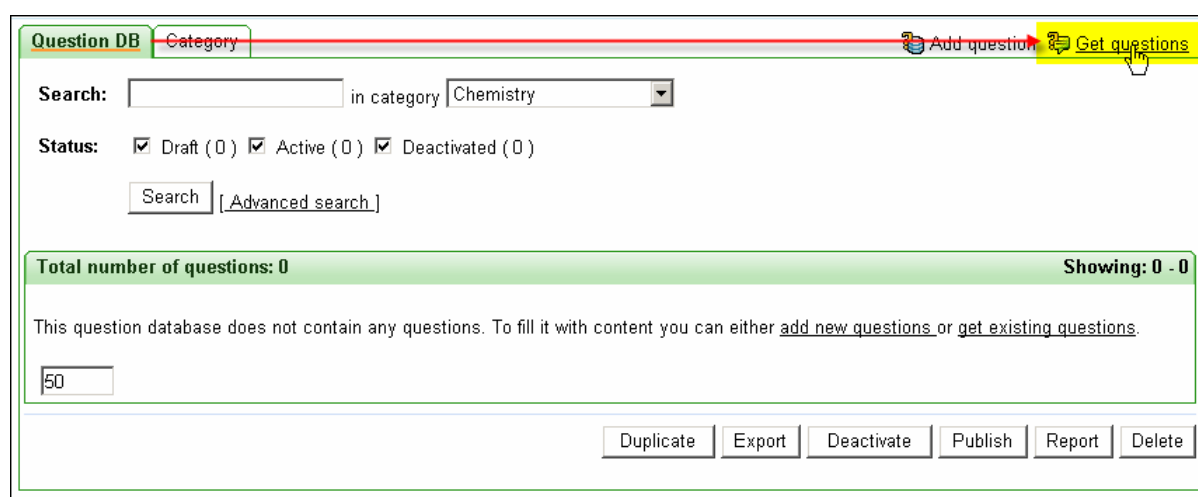 Question DB Category Add question Get questions
Search: in category Chemistry
Status: Draft ( 0 ) Active ( 0 ) Deactivated ( 0 )
Search [ Advanced search ]
Total number of questions: 0 Showing: 0 - 0
This question database does not contain any questions. To fill it with content you can either add new questions or get existing questions.
50
Duplicate Export Deactivate Publish Report Delete